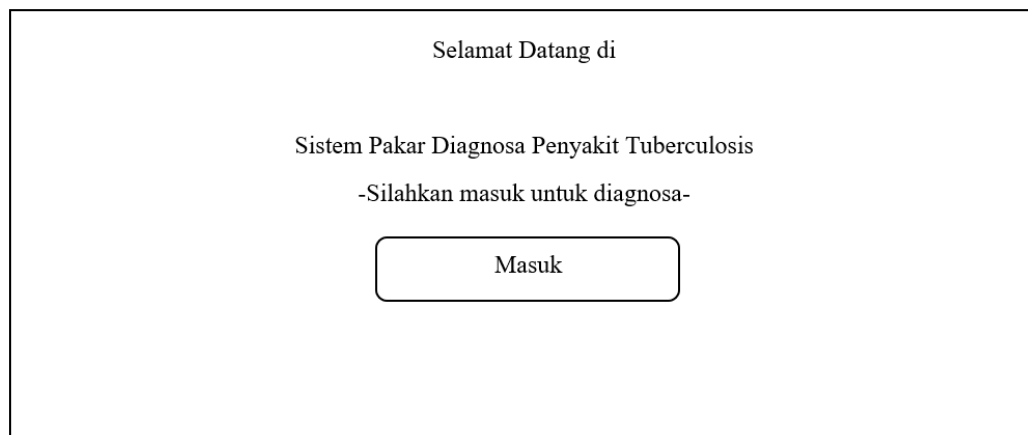 Selamat Datang di
Sistem Pakar Diagnosa Penyakit Tuberculosis
-Silahkan masuk untuk diagnosa-
Masuk